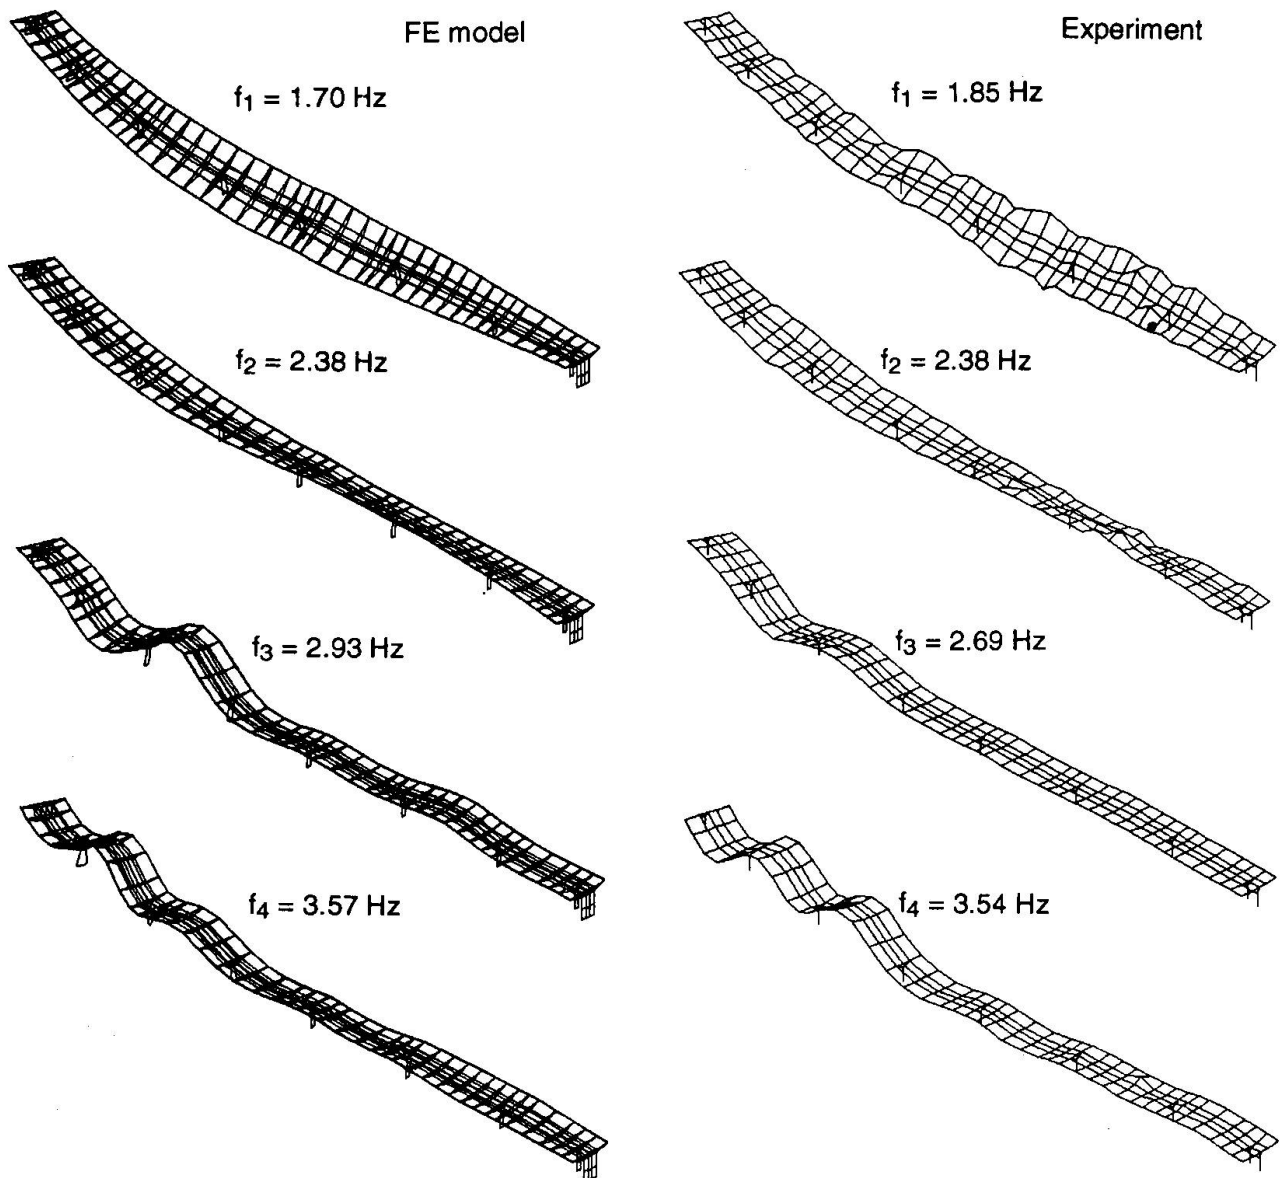 FE model
Experiment
f₁ = 1.70 Hz
f₁ = 1.85 Hz
f₂ = 2.38 Hz
f₂ = 2.38 Hz
f₃ = 2.93 Hz
f₃ = 2.69 Hz
f₄ = 3.57 Hz
f₄ = 3.54 Hz